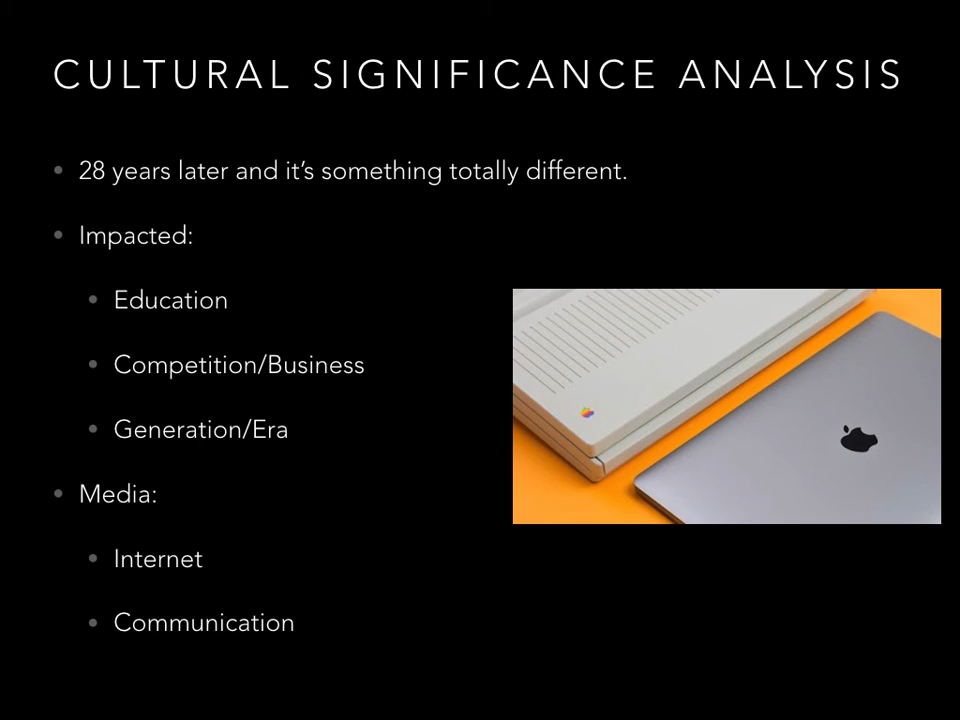 CULTURAL SIGNIFICANCE ANALYSIS
• 28 years later and it’s something totally different.
• Impacted:
• Education
• Competition/Business
• Generation/Era
• Media:
• Internet
• Communication